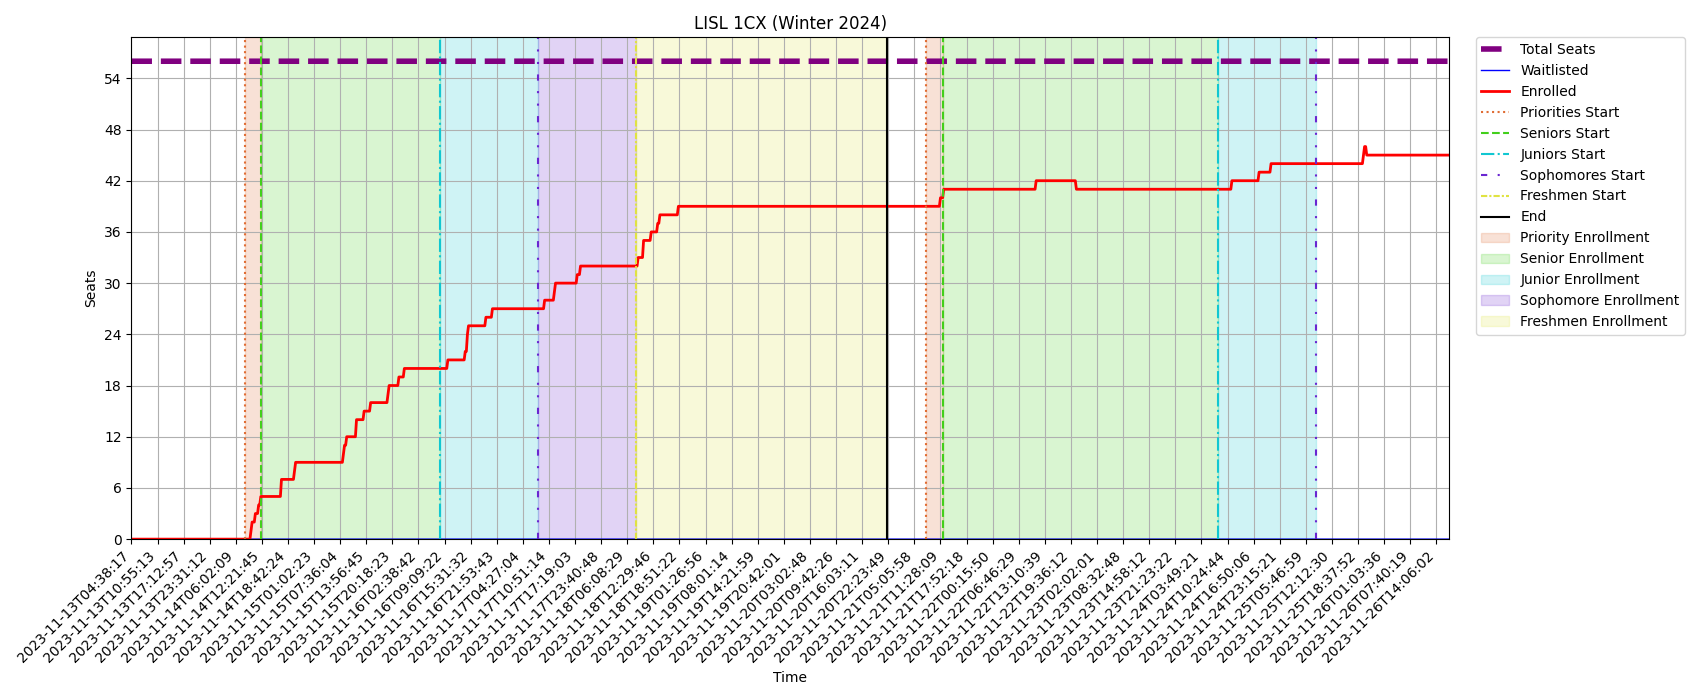 LISL 1CX (Winter 2024)
Seats
54
48
42
36
30
24
18
12
6
0
2023-11-13T04:38:17
2023-11-13T10:55:13
2023-11-13T17:12:57
2023-11-13T23:31:12
2023-11-14T06:02:09
2023-11-14T12:21:45
2023-11-14T18:42:24
2023-11-15T01:02:23
2023-11-15T07:36:04
2023-11-15T13:56:45
2023-11-15T20:18:23
2023-11-16T02:38:42
2023-11-16T09:09:22
2023-11-16T15:31:32
2023-11-16T21:53:43
2023-11-17T04:27:04
2023-11-17T10:51:14
2023-11-17T17:19:03
2023-11-17T23:40:48
2023-11-18T06:08:29
2023-11-18T12:29:46
2023-11-18T18:51:22
2023-11-19T01:26:56
2023-11-19T08:01:14
2023-11-19T14:21:59
2023-11-19T20:42:01
2023-11-20T03:02:48
2023-11-20T09:42:26
2023-11-20T16:03:11
2023-11-20T22:23:49
2023-11-21T05:05:58
2023-11-21T11:28:09
2023-11-21T17:52:18
2023-11-22T00:15:50
2023-11-22T06:46:29
2023-11-22T13:10:39
2023-11-22T19:36:12
2023-11-23T02:02:01
2023-11-23T08:32:48
2023-11-23T14:58:12
2023-11-23T21:23:22
2023-11-24T03:49:21
2023-11-24T10:24:44
2023-11-24T16:50:06
2023-11-24T23:15:21
2023-11-25T05:46:59
2023-11-25T12:12:30
2023-11-25T18:37:52
2023-11-26T01:03:36
2023-11-26T07:40:19
2023-11-26T14:06:02
Time
Total Seats
Waitlisted
Enrolled
Priorities Start
Seniors Start
Juniors Start
Sophomores Start
Freshmen Start
End
Priority Enrollment
Senior Enrollment
Junior Enrollment
Sophomore Enrollment
Freshmen Enrollment